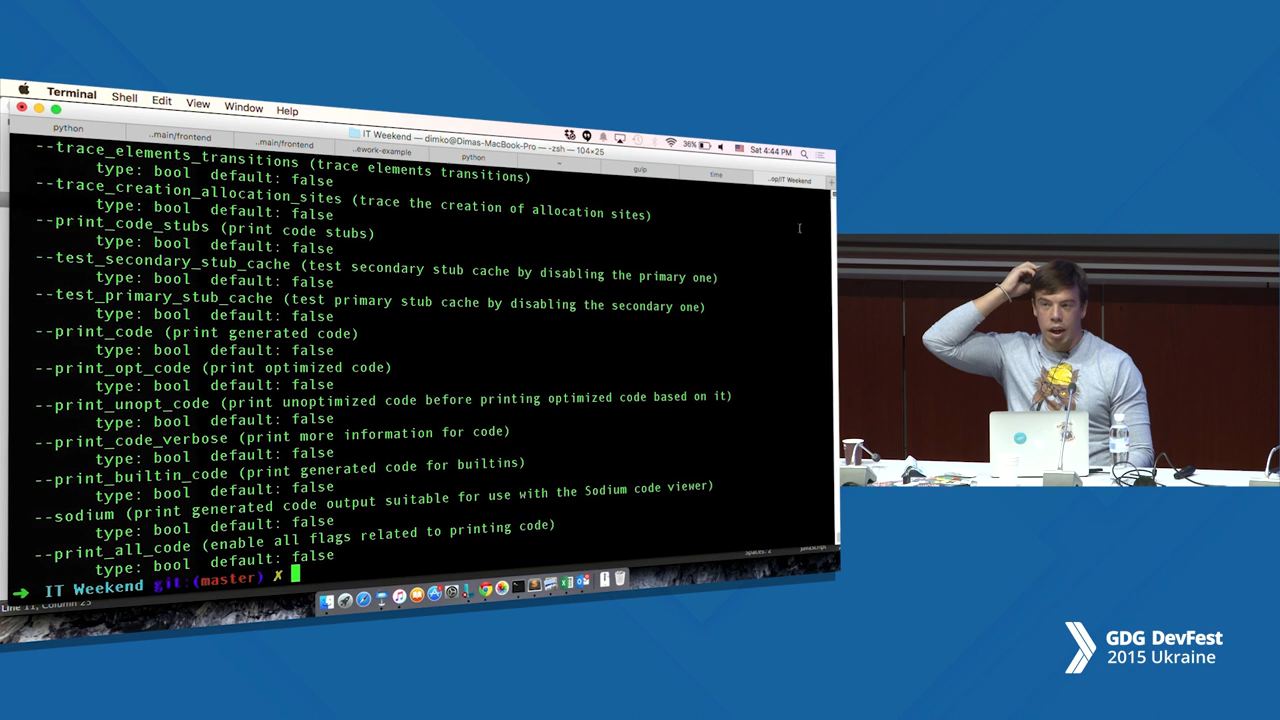 Terminal Shell Edit View Window Help
36% Sat 4:44 PM
IT Weekend — dimko@Dimas-MacBook-Pro — -zsh — 104×25
python ..main/frontend ..main/frontend ..ework-example python ~ gulp time ..op/IT Weekend
--trace_elements_transitions (trace elements transitions)
type: bool default: false
--trace_creation_allocation_sites (trace the creation of allocation sites)
type: bool default: false
--print_code_stubs (print code stubs)
type: bool default: false
--test_secondary_stub_cache (test secondary stub cache by disabling the primary one)
type: bool default: false
--test_primary_stub_cache (test primary stub cache by disabling the secondary one)
type: bool default: false
--print_code (print generated code)
type: bool default: false
--print_opt_code (print optimized code)
type: bool default: false
--print_unopt_code (print unoptimized code before printing optimized code based on it)
type: bool default: false
--print_code_verbose (print more information for code)
type: bool default: false
--print_builtin_code (print generated code for builtins)
type: bool default: false
--sodium (print generated code output suitable for use with the Sodium code viewer)
type: bool default: false
--print_all_code (enable all flags related to printing code)
type: bool default: false
➜ IT Weekend git:(master) ✗
Spaces: 2 JavaScript
GDG DevFest
2015 Ukraine